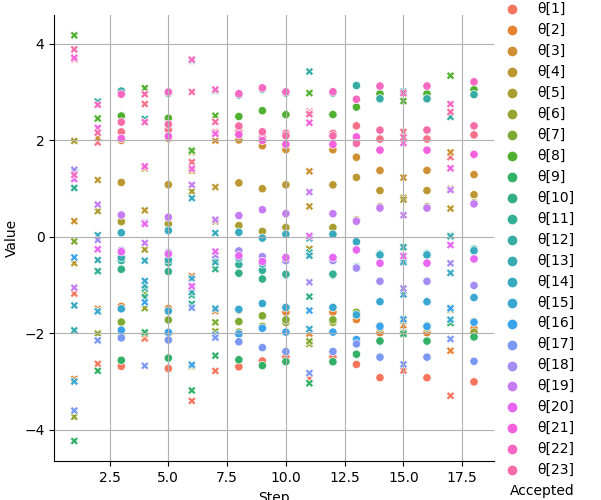 4
2
0
−2
−4
Value
2.5
5.0
7.5
10.0
12.5
15.0
17.5
Step
θ[1]
θ[2]
θ[3]
θ[4]
θ[5]
θ[6]
θ[7]
θ[8]
θ[9]
θ[10]
θ[11]
θ[12]
θ[13]
θ[14]
θ[15]
θ[16]
θ[17]
θ[18]
θ[19]
θ[20]
θ[21]
θ[22]
θ[23]
Accepted